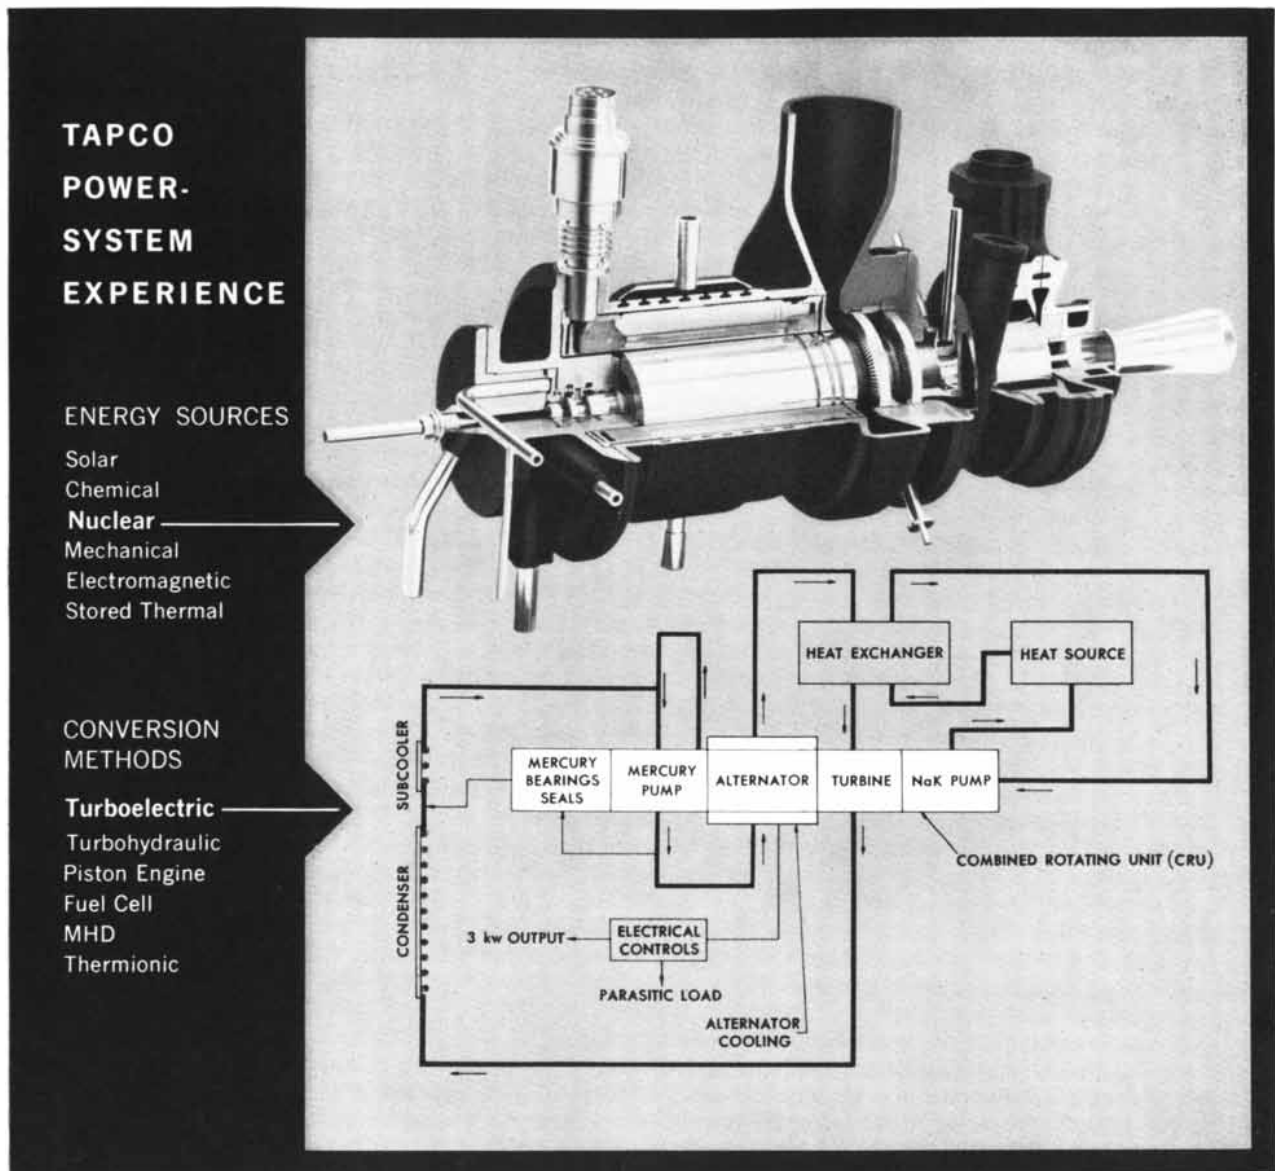 TAPCO
POWER-
SYSTEM
EXPERIENCE
ENERGY SOURCES
Solar
Chemical
Nuclear
Mechanical
Electromagnetic
Stored Thermal
CONVERSION
METHODS
Turboelectric
Turbohydraulic
Piston Engine
Fuel Cell
MHD
Thermionic
HEAT EXCHANGER
HEAT SOURCE
SUBCOOLER
MERCURY
BEARINGS
SEALS
MERCURY
PUMP
ALTERNATOR
TURBINE
NaK PUMP
COMBINED ROTATING UNIT (CRU)
CONDENSER
3 kw OUTPUT
ELECTRICAL
CONTROLS
PARASITIC LOAD
ALTERNATOR
COOLING